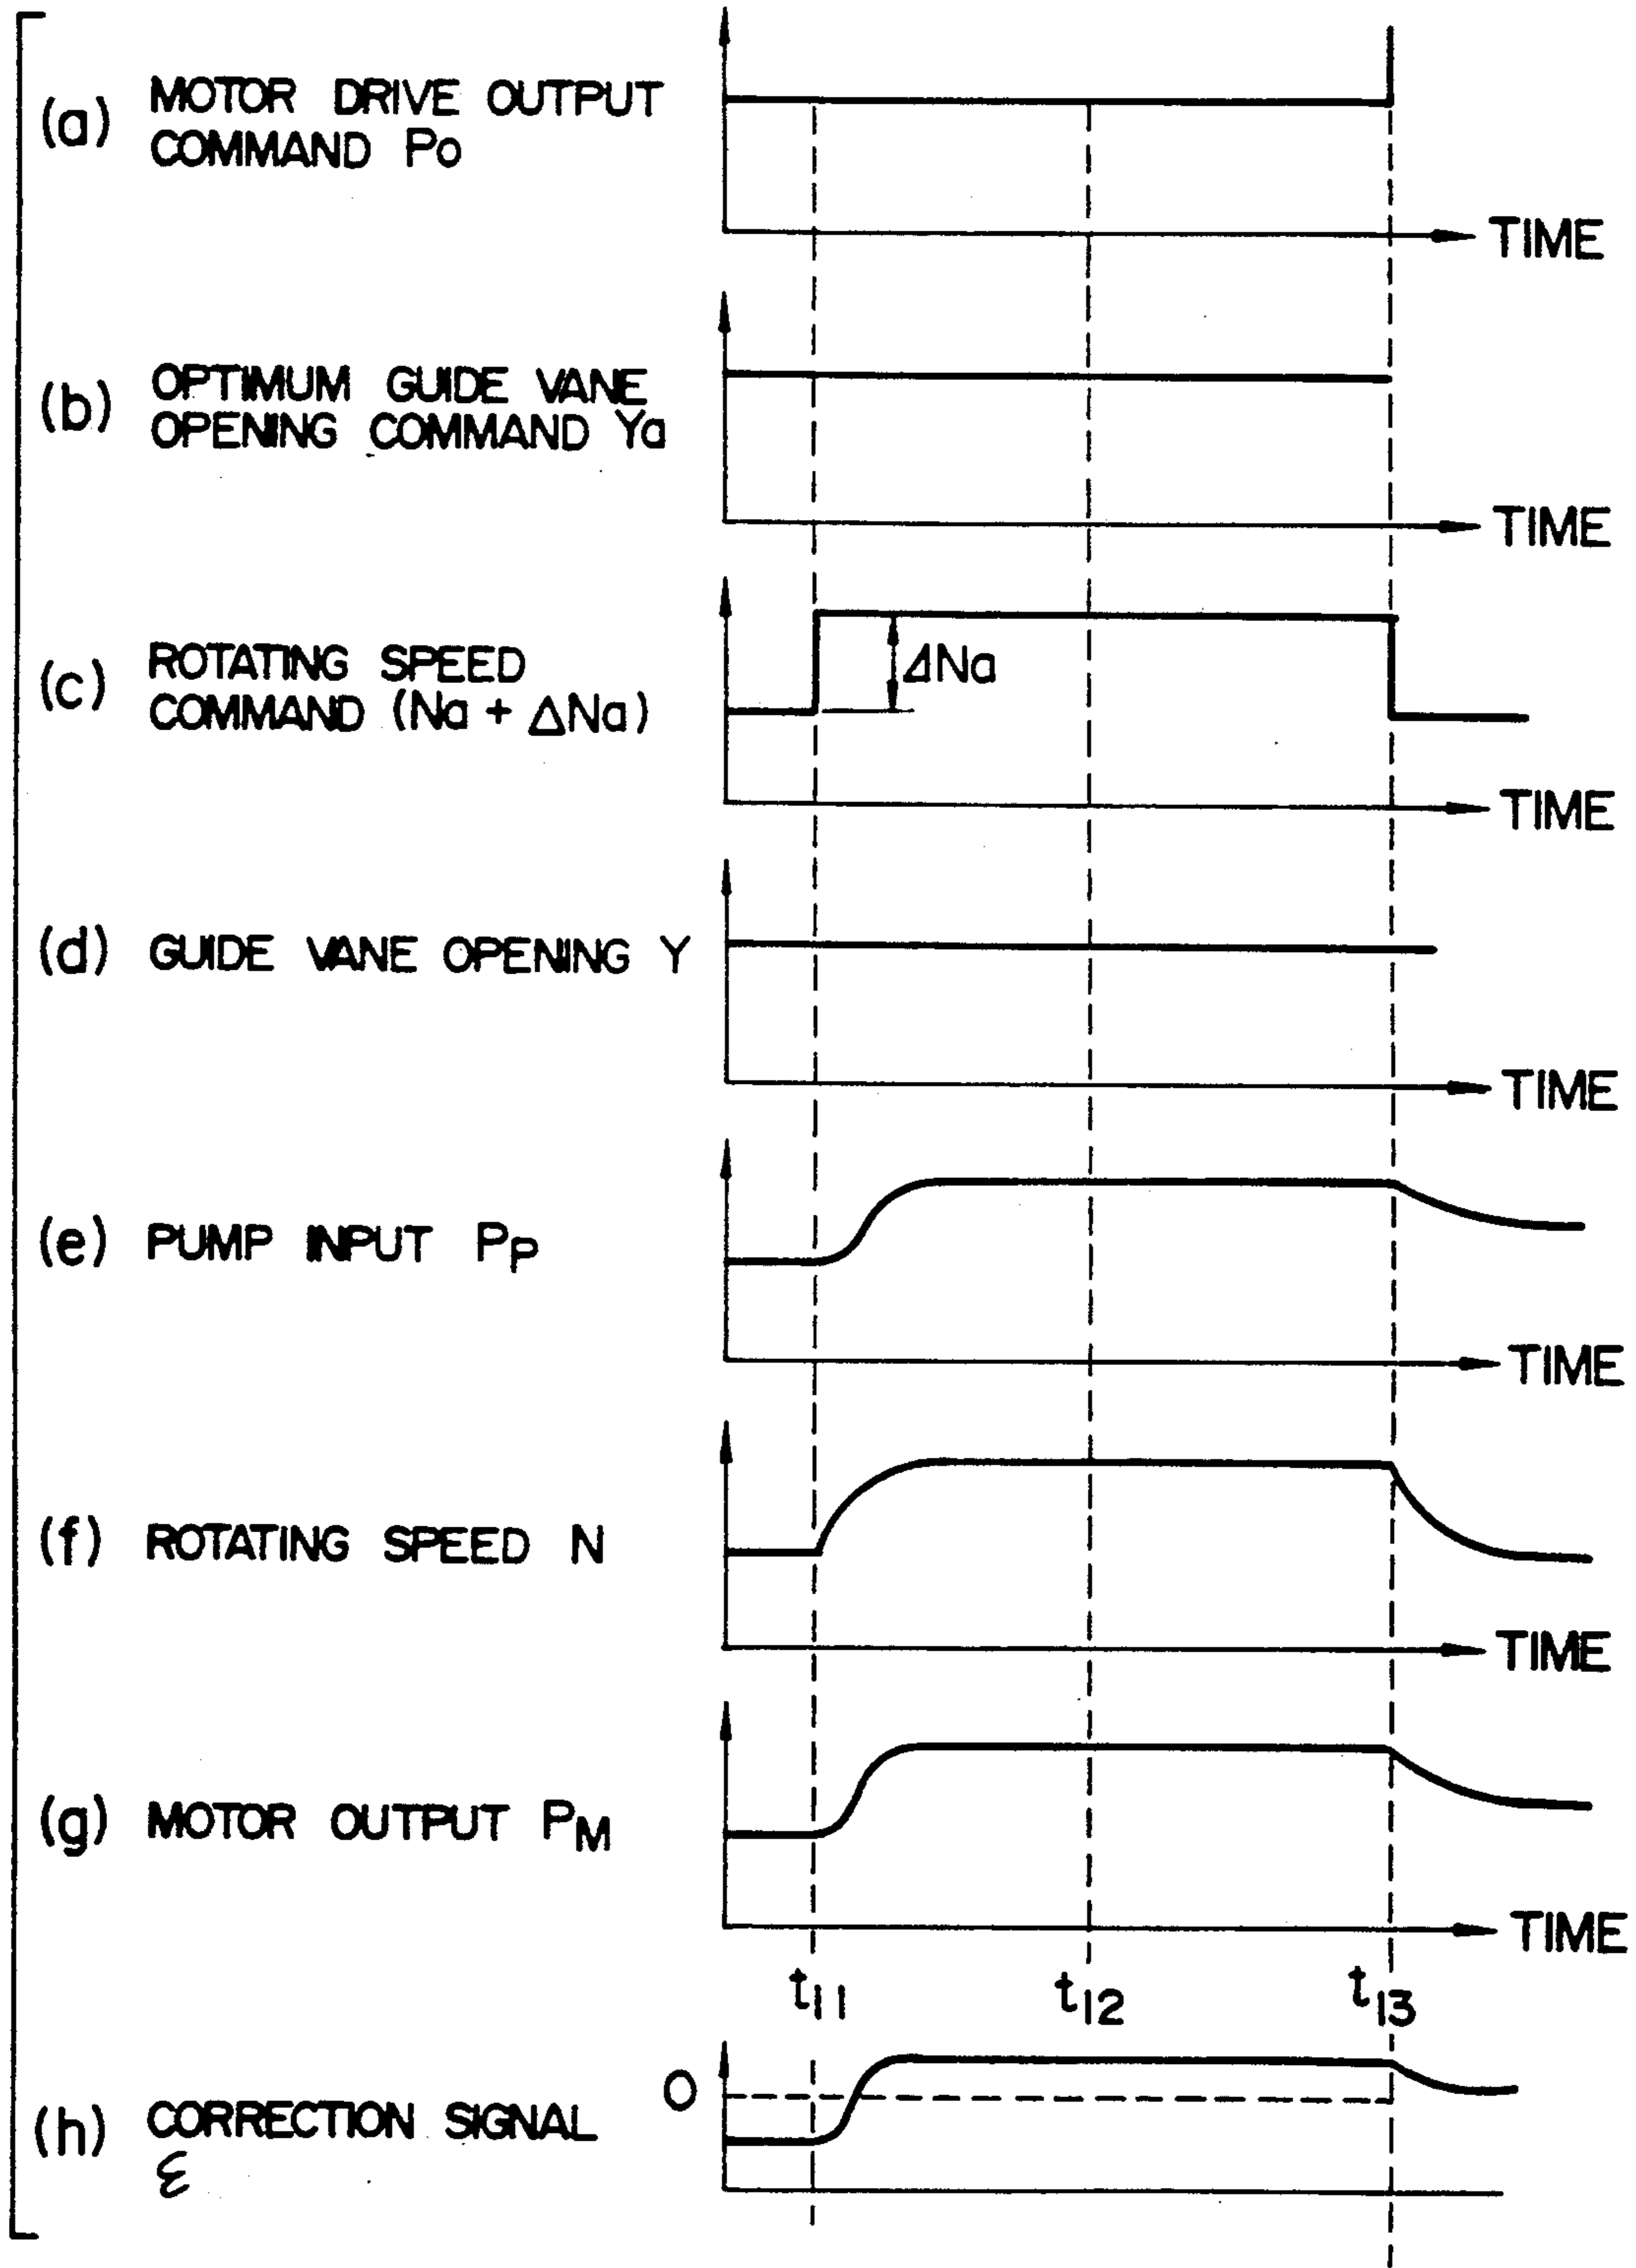 (a) MOTOR DRIVE OUTPUT
COMMAND Po
TIME
(b) OPTIMUM GUIDE VANE
OPENING COMMAND Ya
TIME
(c) ROTATING SPEED
COMMAND (Na + ΔNa)
ΔNa
TIME
(d) GUIDE VANE OPENING Y
TIME
(e) PUMP INPUT PP
TIME
(f) ROTATING SPEED N
TIME
(g) MOTOR OUTPUT PM
TIME
t11 t12 t13
(h) CORRECTION SIGNAL
ε
O